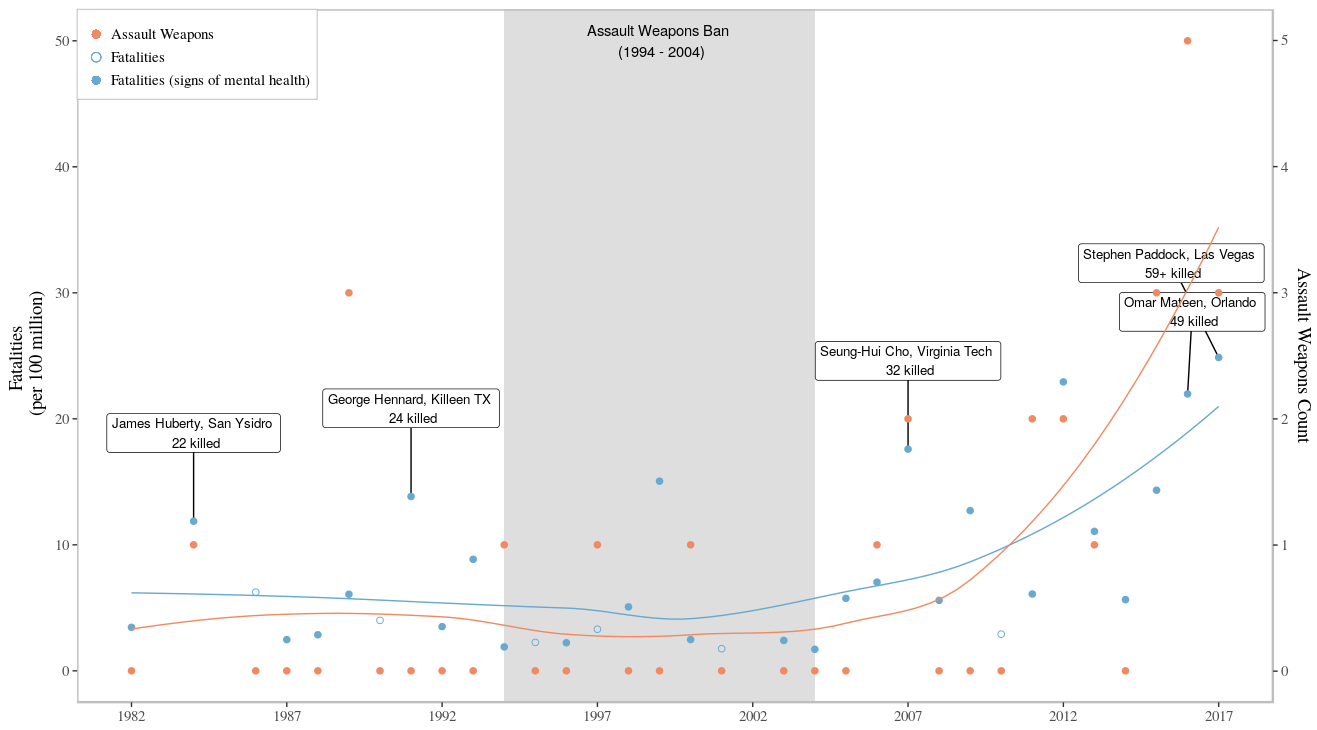 Assault Weapons
Fatalities
Fatalities (signs of mental health)
Assault Weapons Ban
(1994 - 2004)
50
40
30
20
10
0
Fatalities
(per 100 million)
5
4
3
2
1
0
Assault Weapons Count
James Huberty, San Ysidro
22 killed
George Hennard, Killeen TX
24 killed
Seung-Hui Cho, Virginia Tech
32 killed
Stephen Paddock, Las Vegas
59+ killed
Omar Mateen, Orlando
49 killed
1982
1987
1992
1997
2002
2007
2012
2017